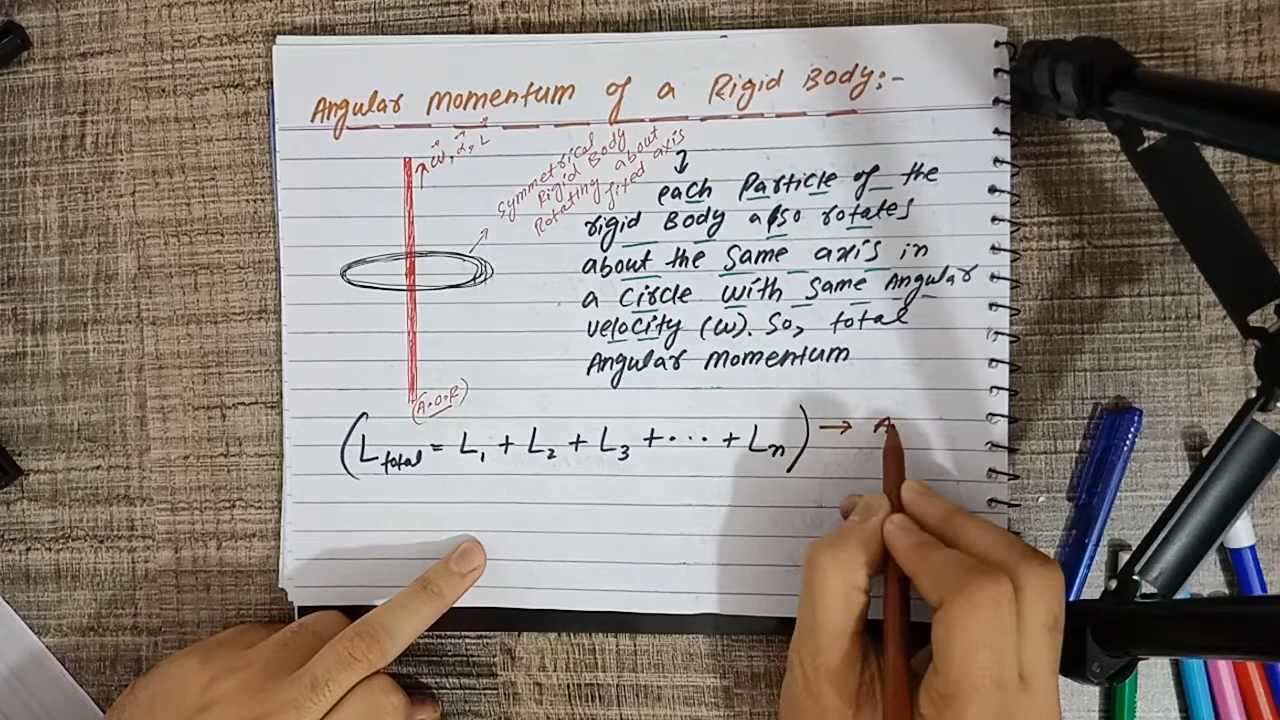 Angular Momentum of a Rigid Body:-
ω⃗, α⃗, L⃗
Symmetrical
Rigid Body
Rotating about
fixed axis
each Particle of the
rigid Body also rotates
about the same axis in
a circle with same Angular
velocity (ω). So, total
Angular Momentum
(A.O.R)
(L_total = L₁ + L₂ + L₃ + ... + Lₙ) → A